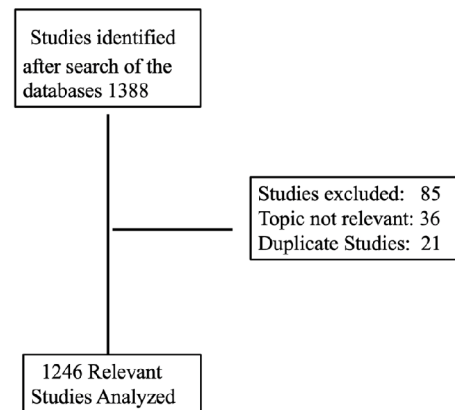 Studies identified
after search of the
databases 1388
Studies excluded: 85
Topic not relevant: 36
Duplicate Studies: 21
1246 Relevant
Studies Analyzed